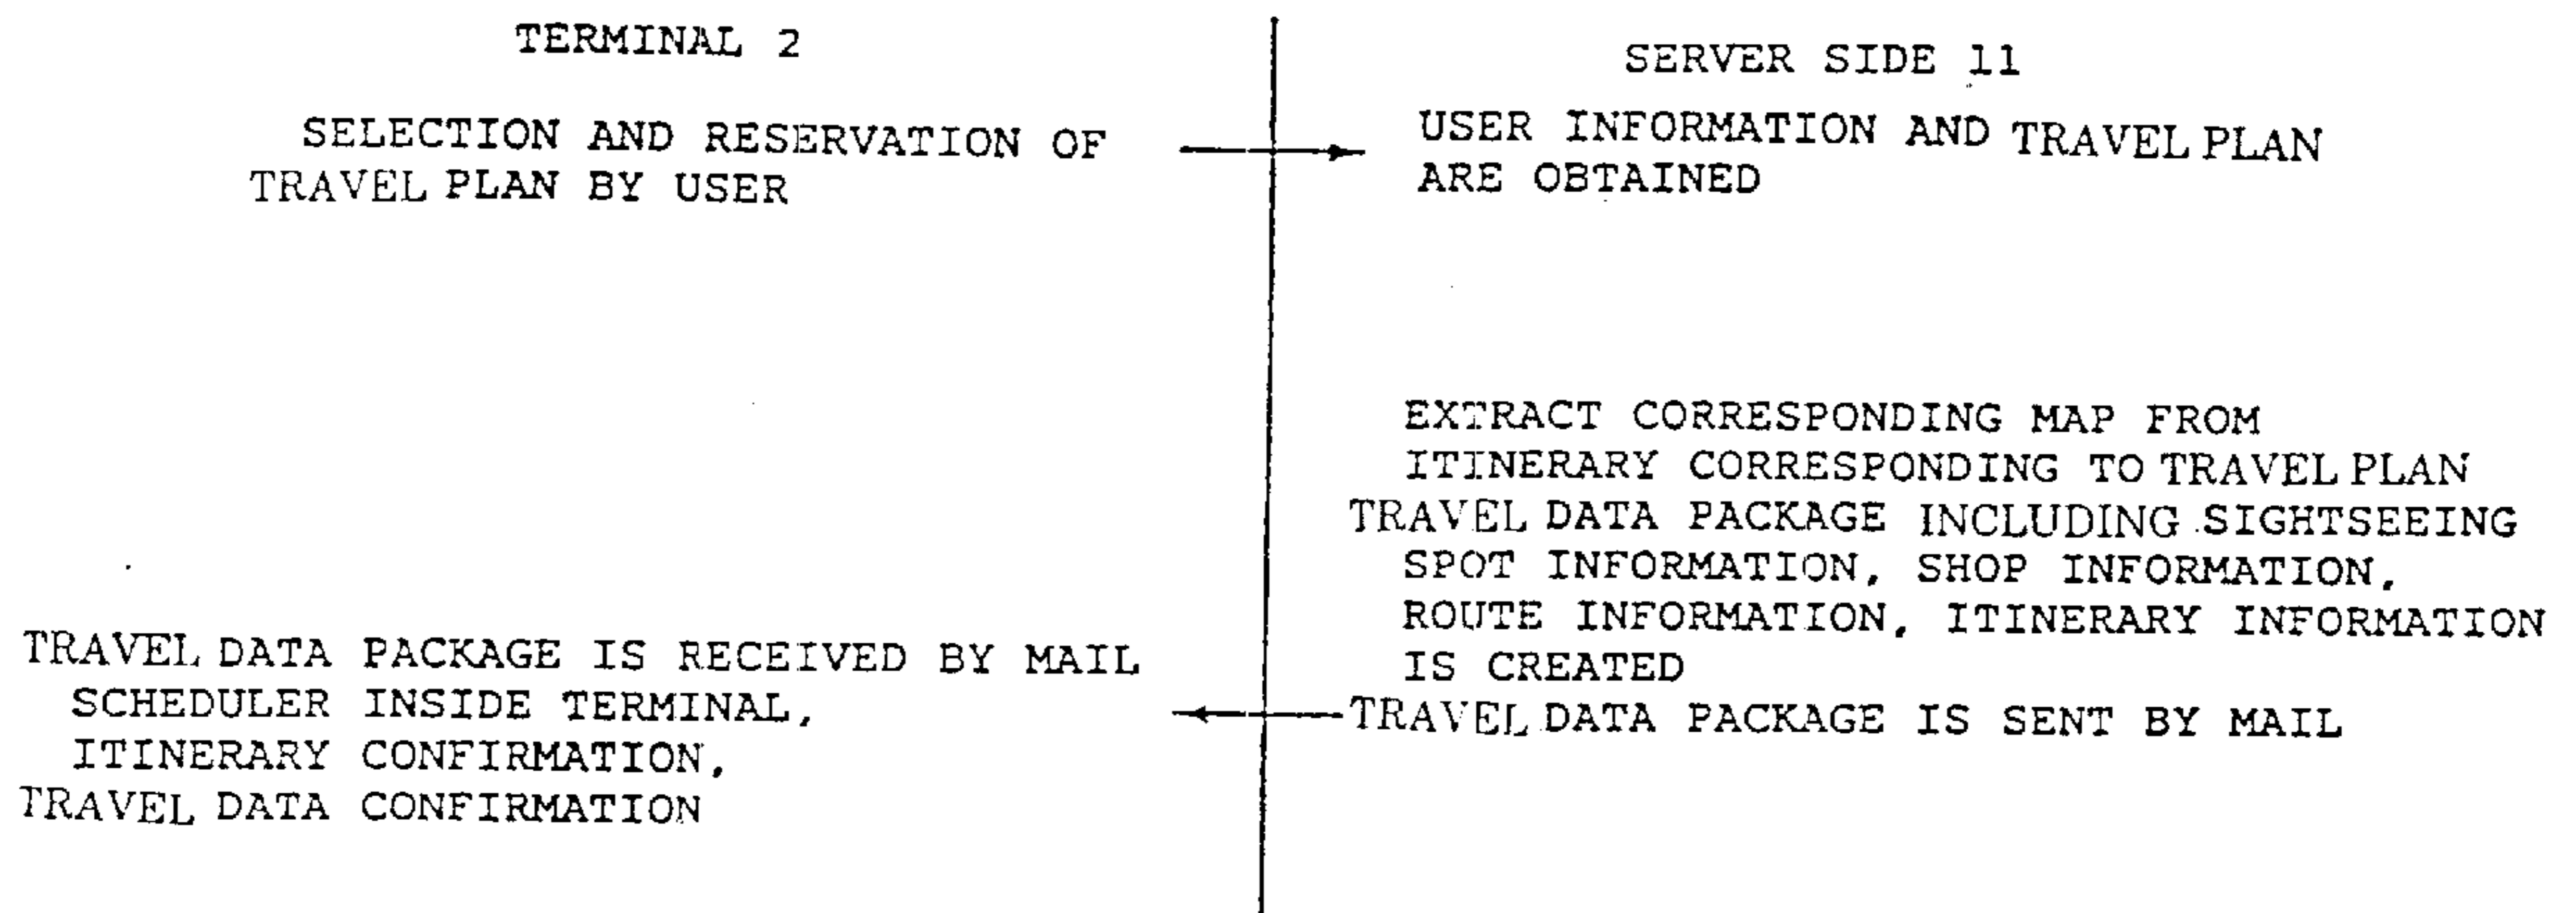 TERMINAL 2
SELECTION AND RESERVATION OF
TRAVEL PLAN BY USER
TRAVEL DATA PACKAGE IS RECEIVED BY MAIL
SCHEDULER INSIDE TERMINAL,
ITINERARY CONFIRMATION,
TRAVEL DATA CONFIRMATION
SERVER SIDE 11
USER INFORMATION AND TRAVEL PLAN
ARE OBTAINED
EXTRACT CORRESPONDING MAP FROM
ITINERARY CORRESPONDING TO TRAVEL PLAN
TRAVEL DATA PACKAGE INCLUDING SIGHTSEEING
SPOT INFORMATION, SHOP INFORMATION,
ROUTE INFORMATION, ITINERARY INFORMATION
IS CREATED
TRAVEL DATA PACKAGE IS SENT BY MAIL